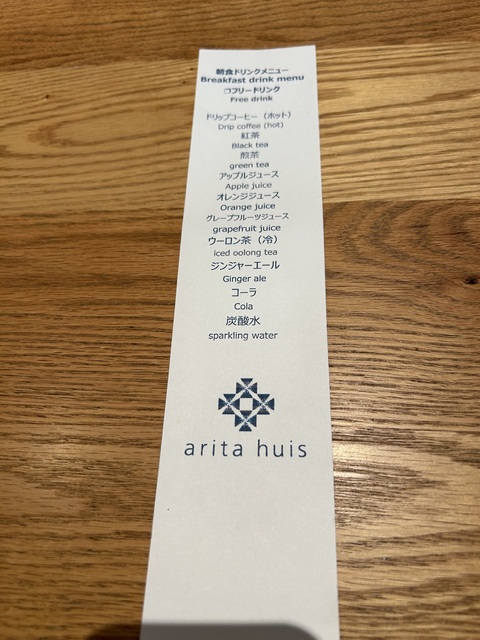 朝食ドリンクメニュー
Breakfast drink menu
□フリードリンク
Free drink
ドリップコーヒー（ホット）
Drip coffee (hot)
紅茶
Black tea
煎茶
green tea
アップルジュース
Apple juice
オレンジジュース
Orange juice
グレープフルーツジュース
grapefruit juice
ウーロン茶（冷）
iced oolong tea
ジンジャーエール
Ginger ale
コーラ
Cola
炭酸水
sparkling water
arita huis